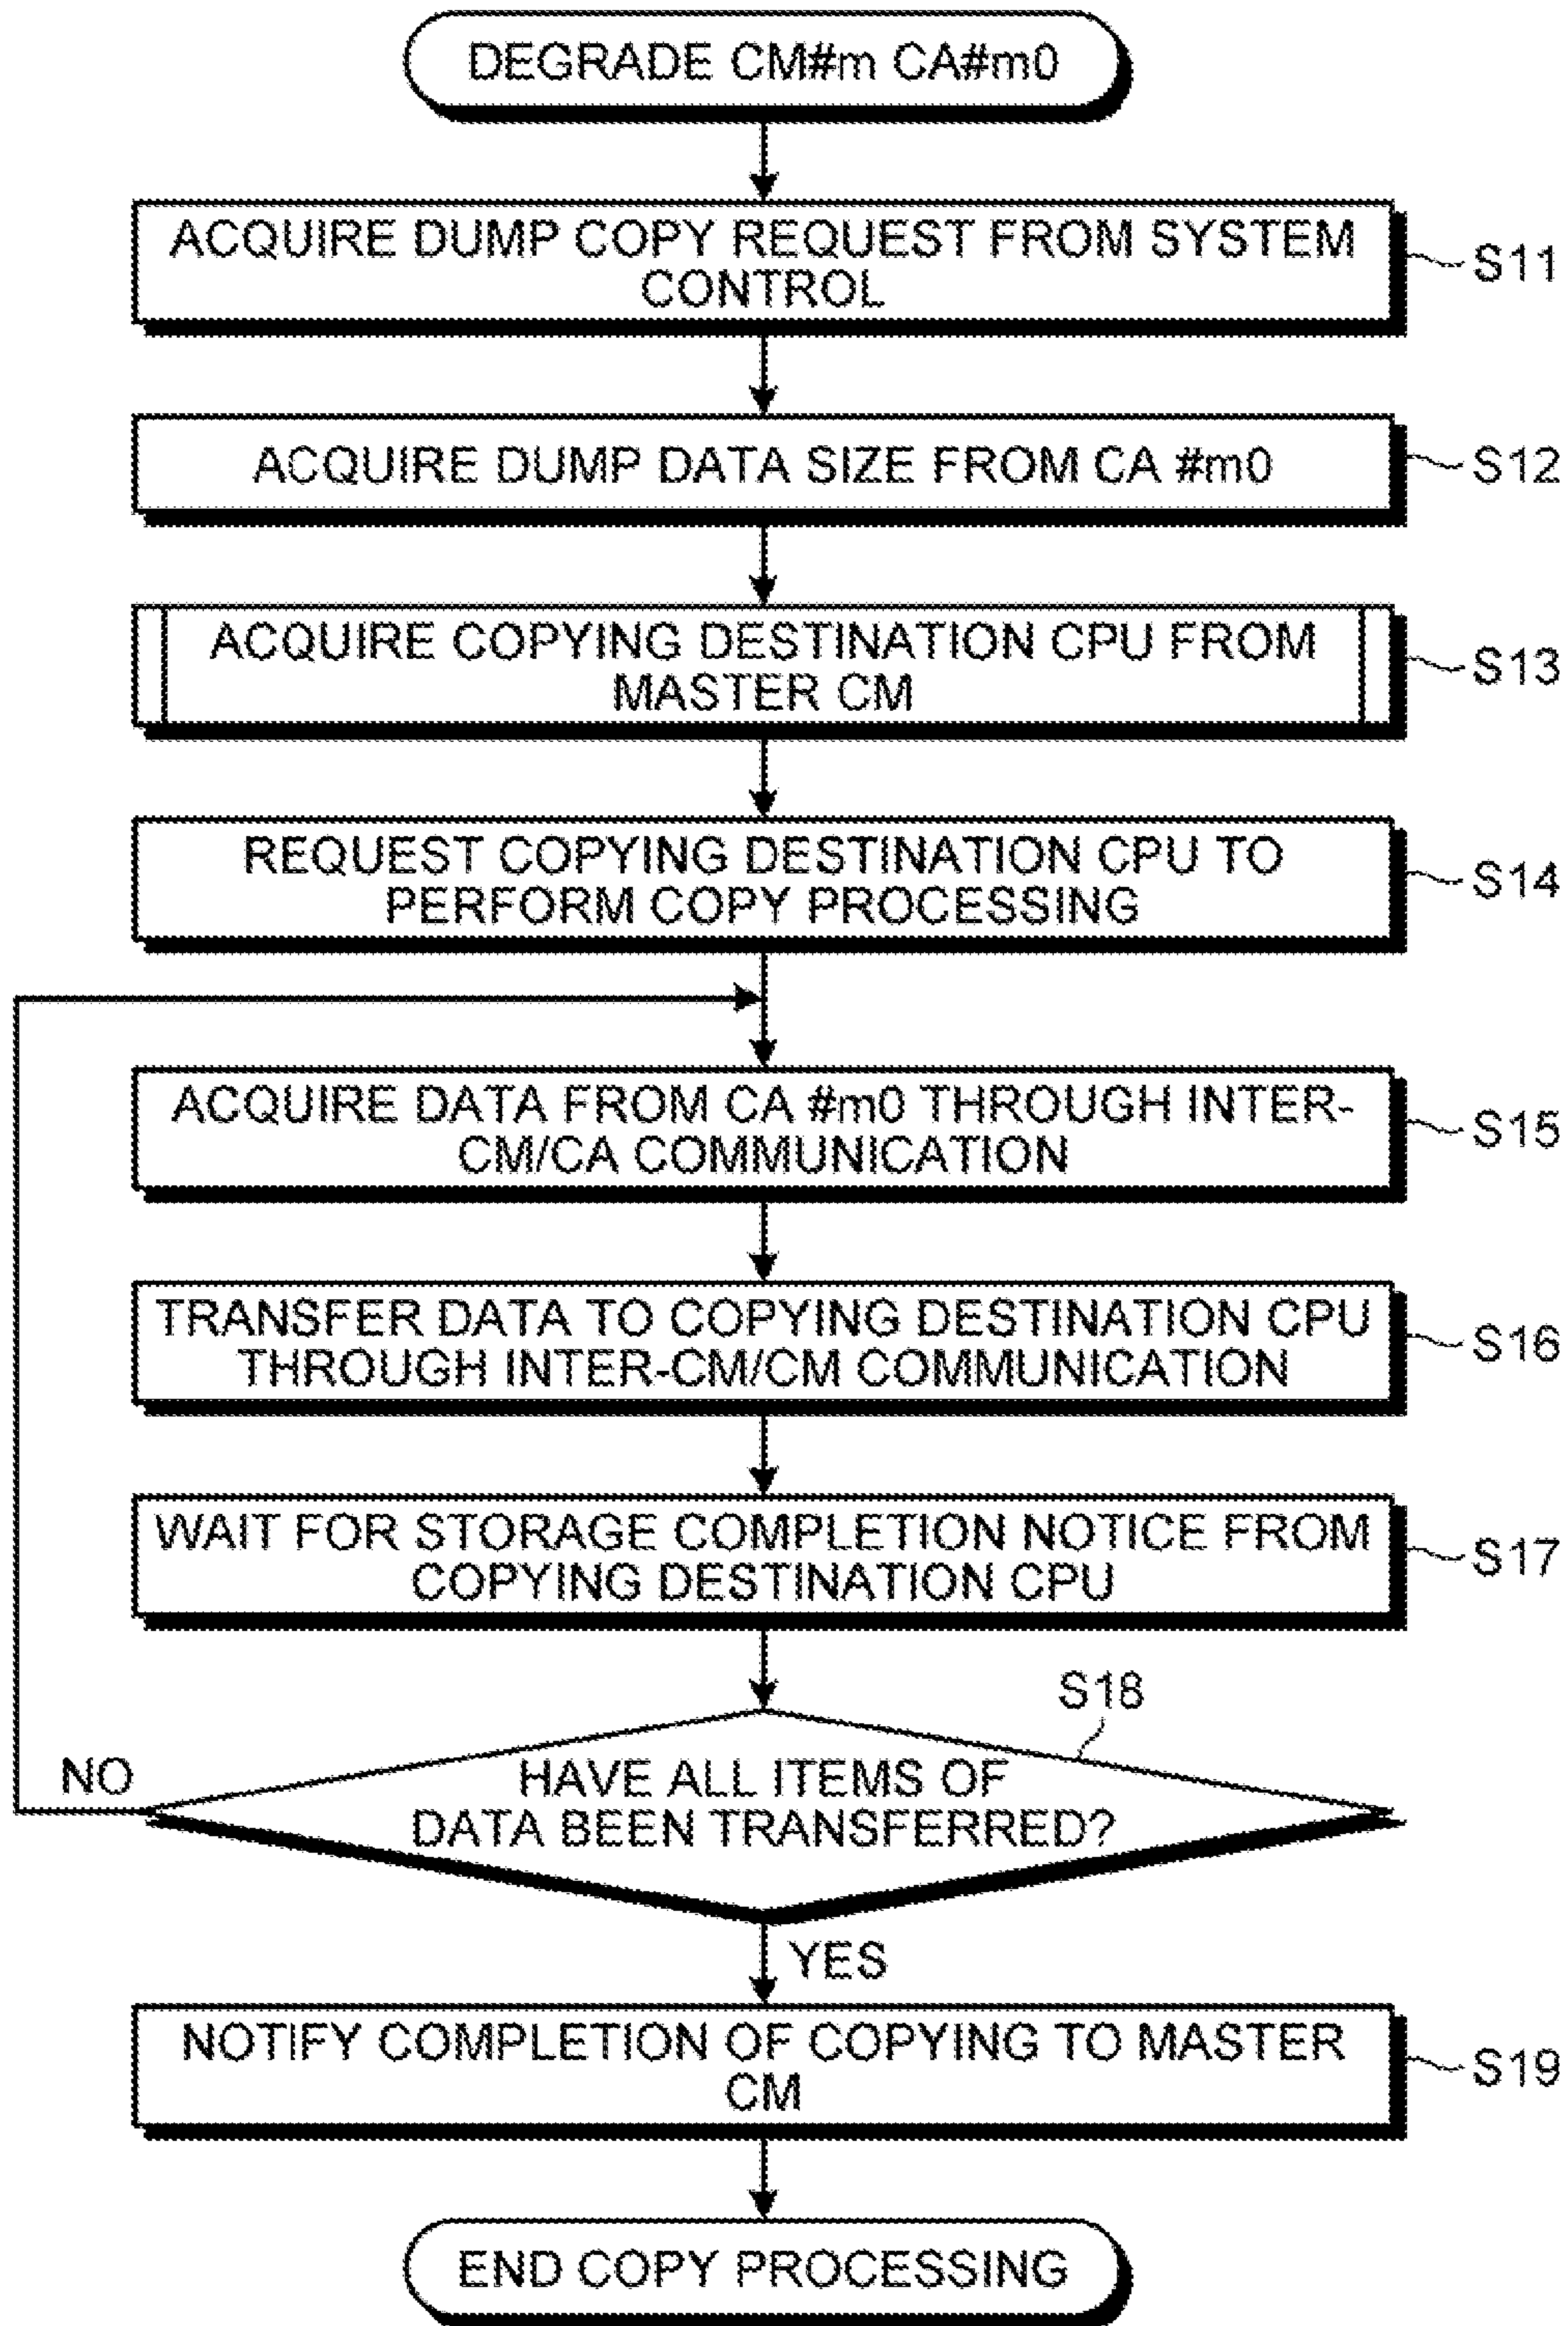 DEGRADE CM#m CA#m0
ACQUIRE DUMP COPY REQUEST FROM SYSTEM
CONTROL
S11
ACQUIRE DUMP DATA SIZE FROM CA #m0
S12
ACQUIRE COPYING DESTINATION CPU FROM
MASTER CM
S13
REQUEST COPYING DESTINATION CPU TO
PERFORM COPY PROCESSING
S14
ACQUIRE DATA FROM CA #m0 THROUGH INTER-
CM/CA COMMUNICATION
S15
TRANSFER DATA TO COPYING DESTINATION CPU
THROUGH INTER-CM/CM COMMUNICATION
S16
WAIT FOR STORAGE COMPLETION NOTICE FROM
COPYING DESTINATION CPU
S17
S18
NO
HAVE ALL ITEMS OF
DATA BEEN TRANSFERRED?
YES
NOTIFY COMPLETION OF COPYING TO MASTER
CM
S19
END COPY PROCESSING